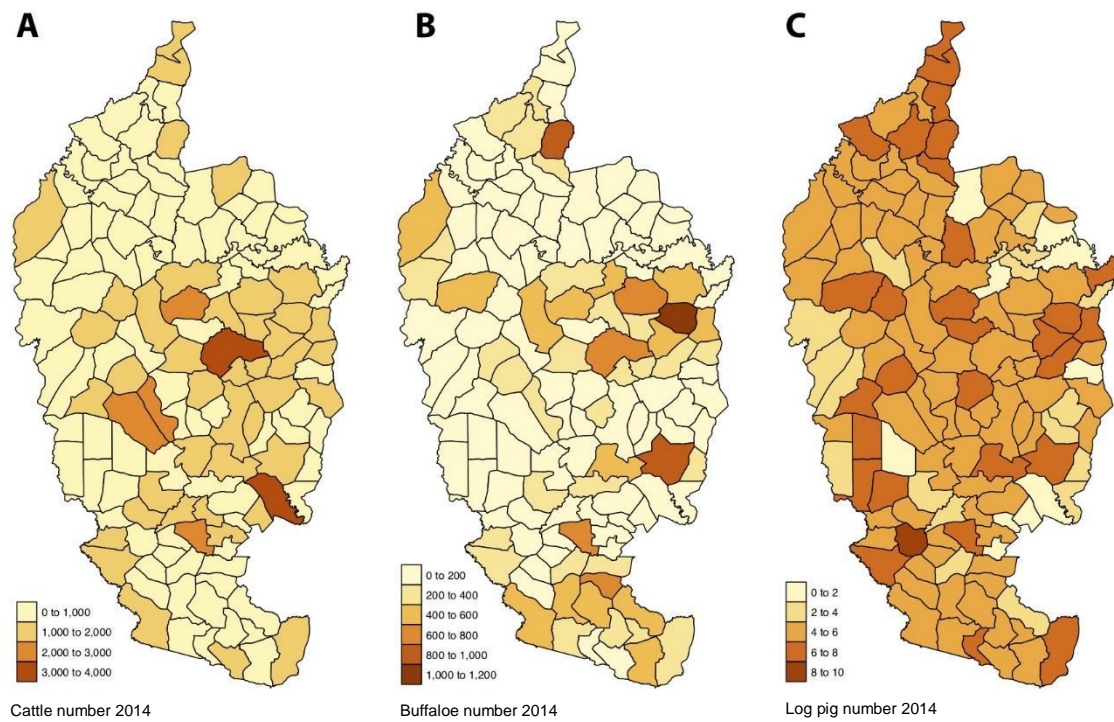 A
B
C
0 to 1,000
1,000 to 2,000
2,000 to 3,000
3,000 to 4,000
Cattle number 2014
0 to 200
200 to 400
400 to 600
600 to 800
800 to 1,000
1,000 to 1,200
Buffaloe number 2014
0 to 2
2 to 4
4 to 6
6 to 8
8 to 10
Log pig number 2014